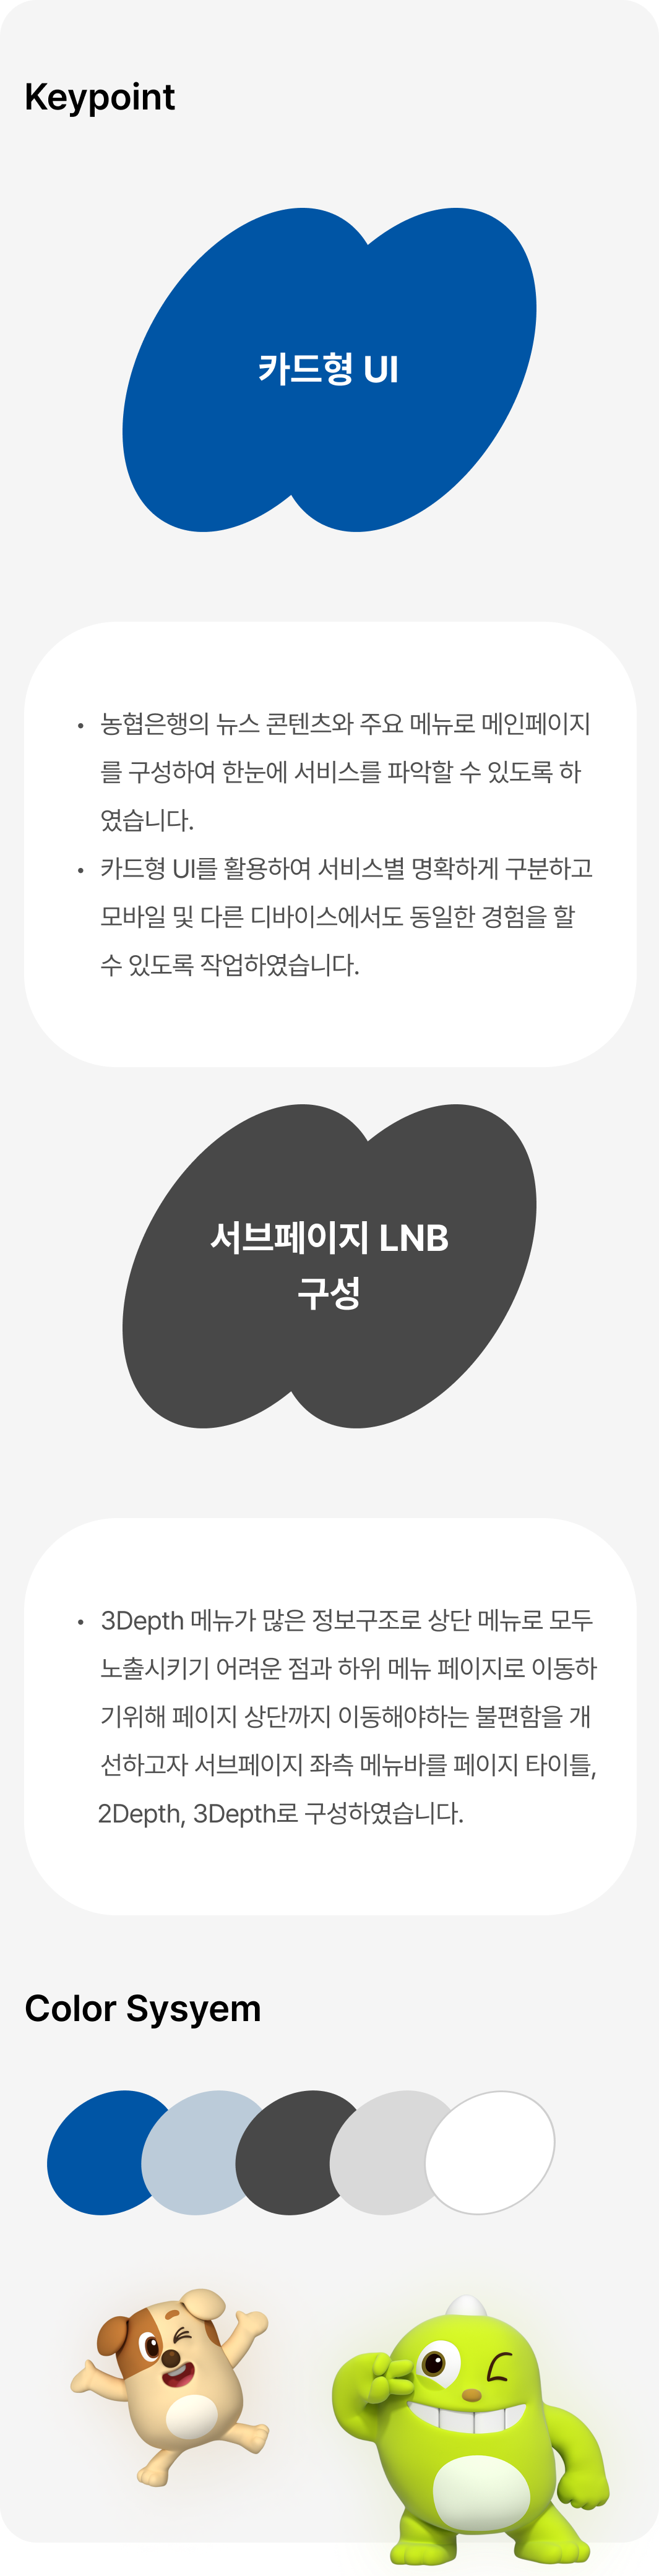 Keypoint
카드형 UI
• 농협은행의 뉴스 콘텐츠와 주요 메뉴로 메인페이지
를 구성하여 한눈에 서비스를 파악할 수 있도록 하
였습니다.
• 카드형 UI를 활용하여 서비스별 명확하게 구분하고
모바일 및 다른 디바이스에서도 동일한 경험을 할
수 있도록 작업하였습니다.
서브페이지 LNB
구성
• 3Depth 메뉴가 많은 정보구조로 상단 메뉴로 모두
노출시키기 어려운 점과 하위 메뉴 페이지로 이동하
기위해 페이지 상단까지 이동해야하는 불편함을 개
선하고자 서브페이지 좌측 메뉴바를 페이지 타이틀,
2Depth, 3Depth로 구성하였습니다.
Color Sysyem